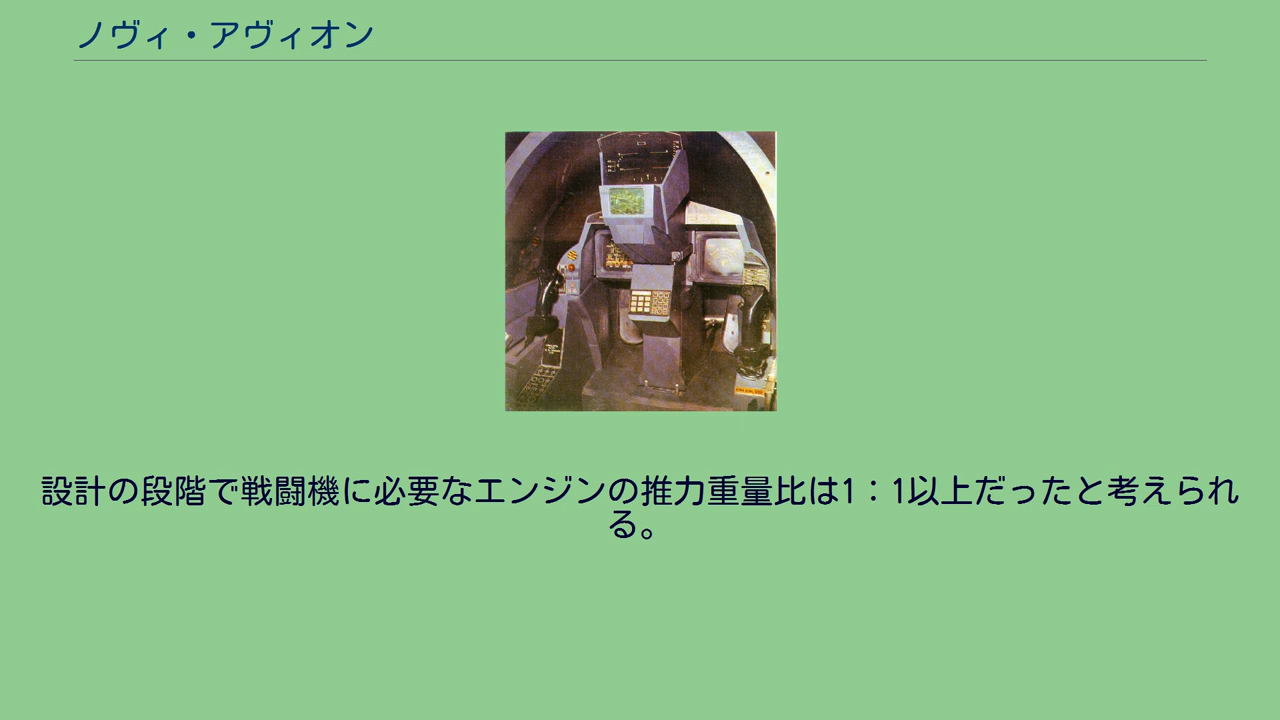 ノヴィ・アヴィオン
設計の段階で戦闘機に必要なエンジンの推力重量比は1：1以上だったと考えられ
る。